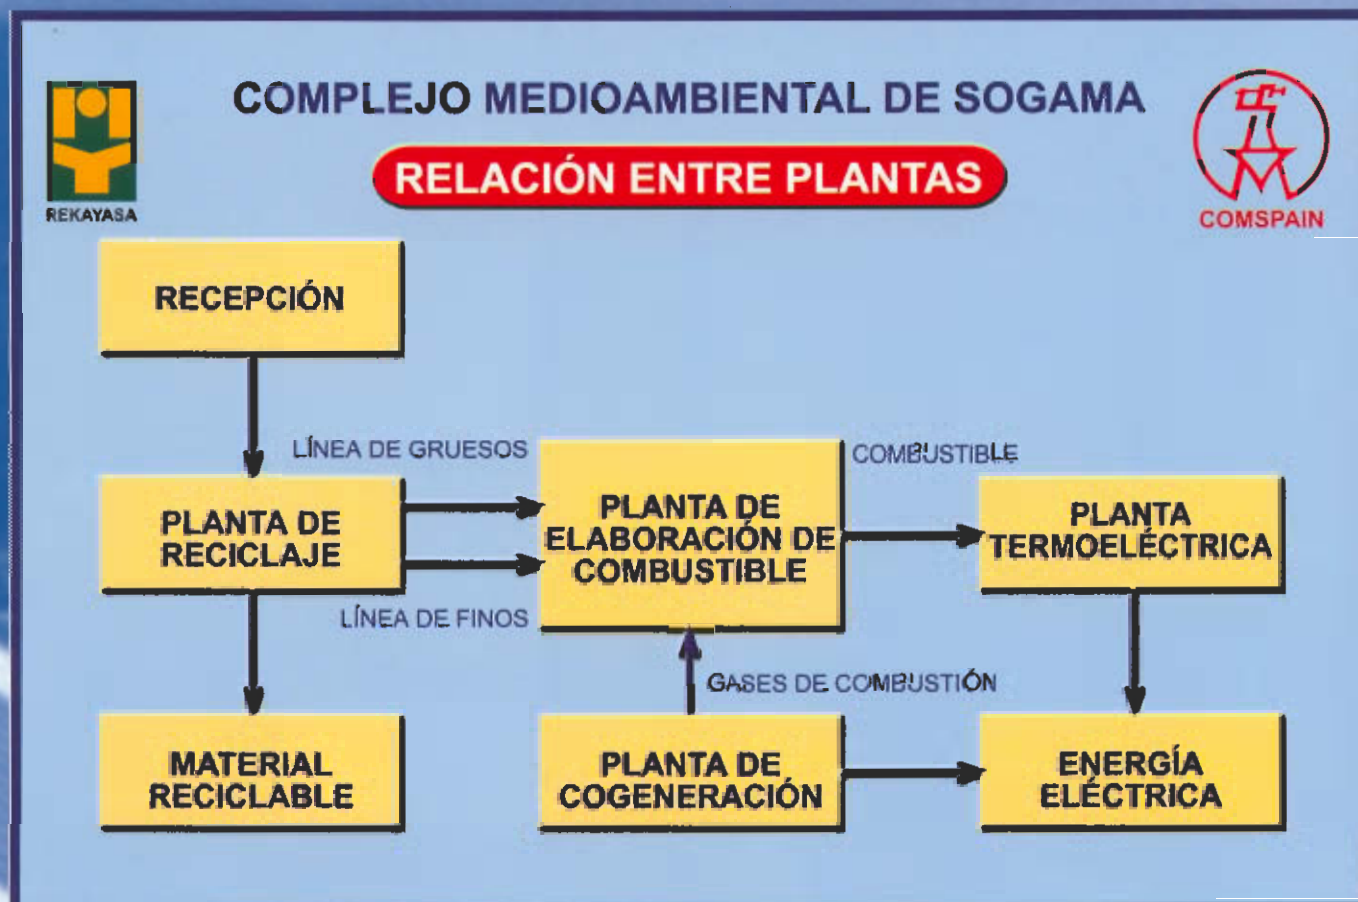 COMPLEJO MEDIOAMBIENTAL DE SOGAMA
RELACIÓN ENTRE PLANTAS
REKAYASA
COMSPAIN
RECEPCIÓN
LÍNEA DE GRUESOS
COMBUSTIBLE
PLANTA DE
RECICLAJE
PLANTA DE
ELABORACIÓN DE
COMBUSTIBLE
PLANTA
TERMOELÉCTRICA
LÍNEA DE FINOS
GASES DE COMBUSTIÓN
MATERIAL
RECICLABLE
PLANTA DE
COGENERACIÓN
ENERGÍA
ELÉCTRICA